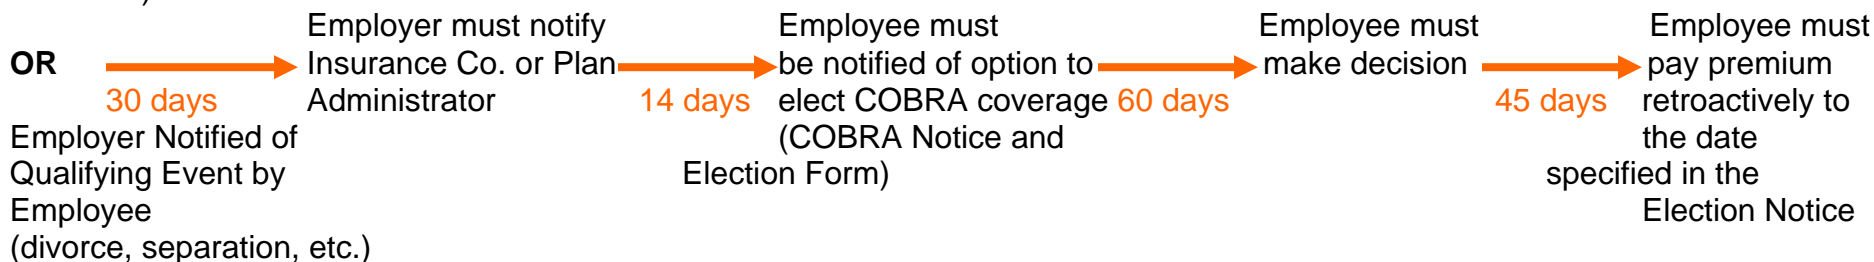 Employer must notify Employee must Employee must Employee must
OR Insurance Co. or Plan be notified of option to make decision pay premium
30 days Administrator 14 days elect COBRA coverage 60 days 45 days retroactively to
Employer Notified of (COBRA Notice and the date
Qualifying Event by Election Form) specified in the
Employee Election Notice
(divorce, separation, etc.)